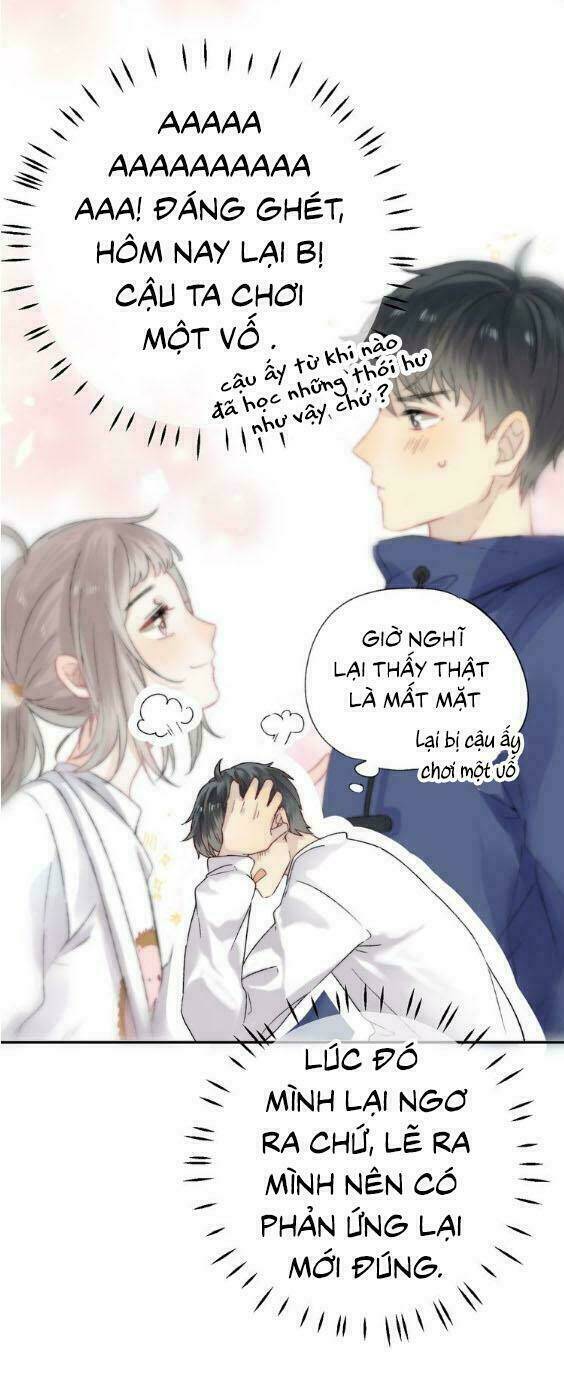 AAAAA
AAAAAAAAAA
AAA! ĐÁNG GHÉT,
HÔM NAY LẠI BỊ
CẬU TA CHƠI
MỘT VỐ .
cậu ấy từ khi nào
đã học những thói hư
như vậy chứ ?
GIỜ NGHĨ
LẠI THẤY THẬT
LÀ MẤT MẶT
Lại bị cậu ấy
chơi một vố
LÚC ĐÓ
MÌNH LẠI NGƠ
RA CHỨ, LẼ RA
MÌNH NÊN CÓ
PHẢN ỨNG LẠI
MỚI ĐÚNG.